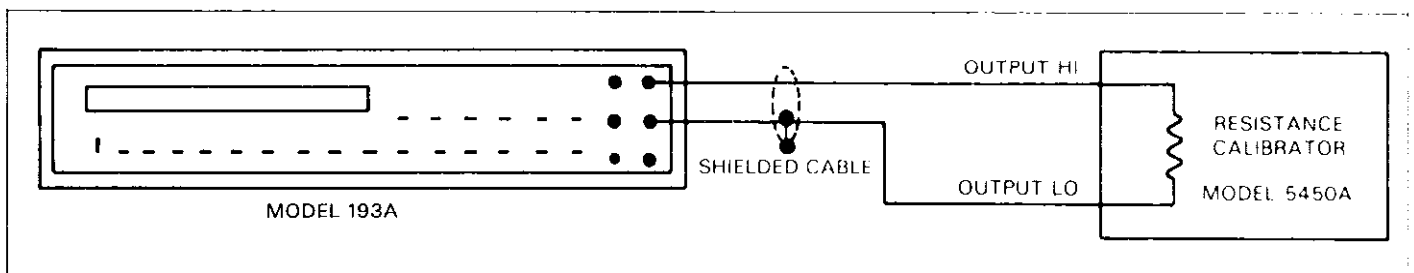 OUTPUT HI
RESISTANCE
CALIBRATOR
SHIELDED CABLE
OUTPUT LO
MODEL 5450A
MODEL 193A